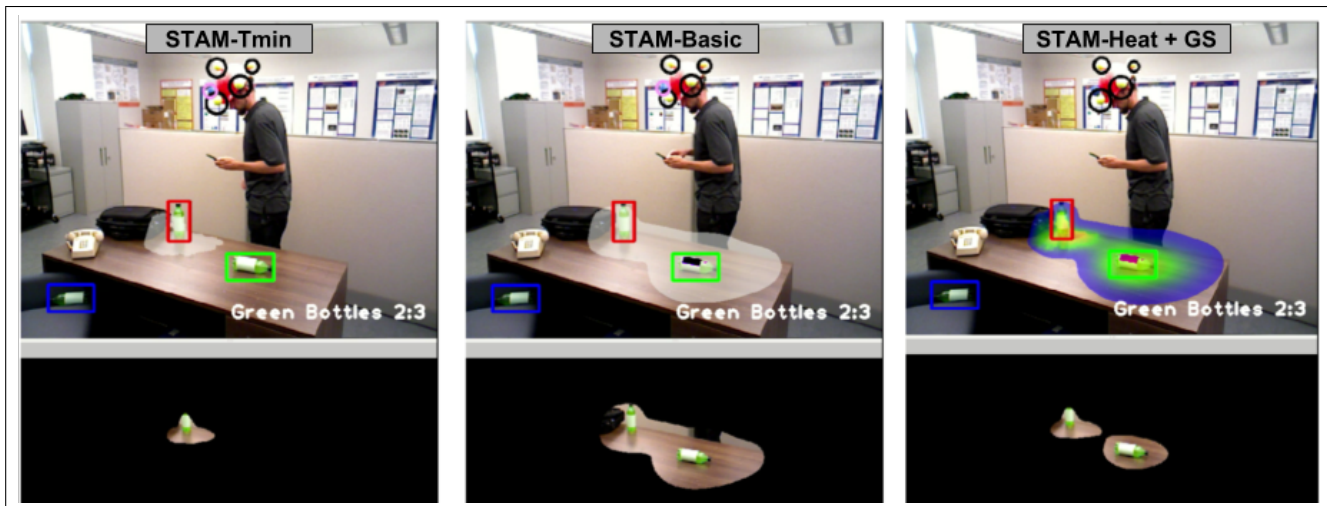 STAM-Tmin
STAM-Basic
STAM-Heat + GS
Green Bottles 2:3
Green Bottles 2:3
Green Bottles 2:3